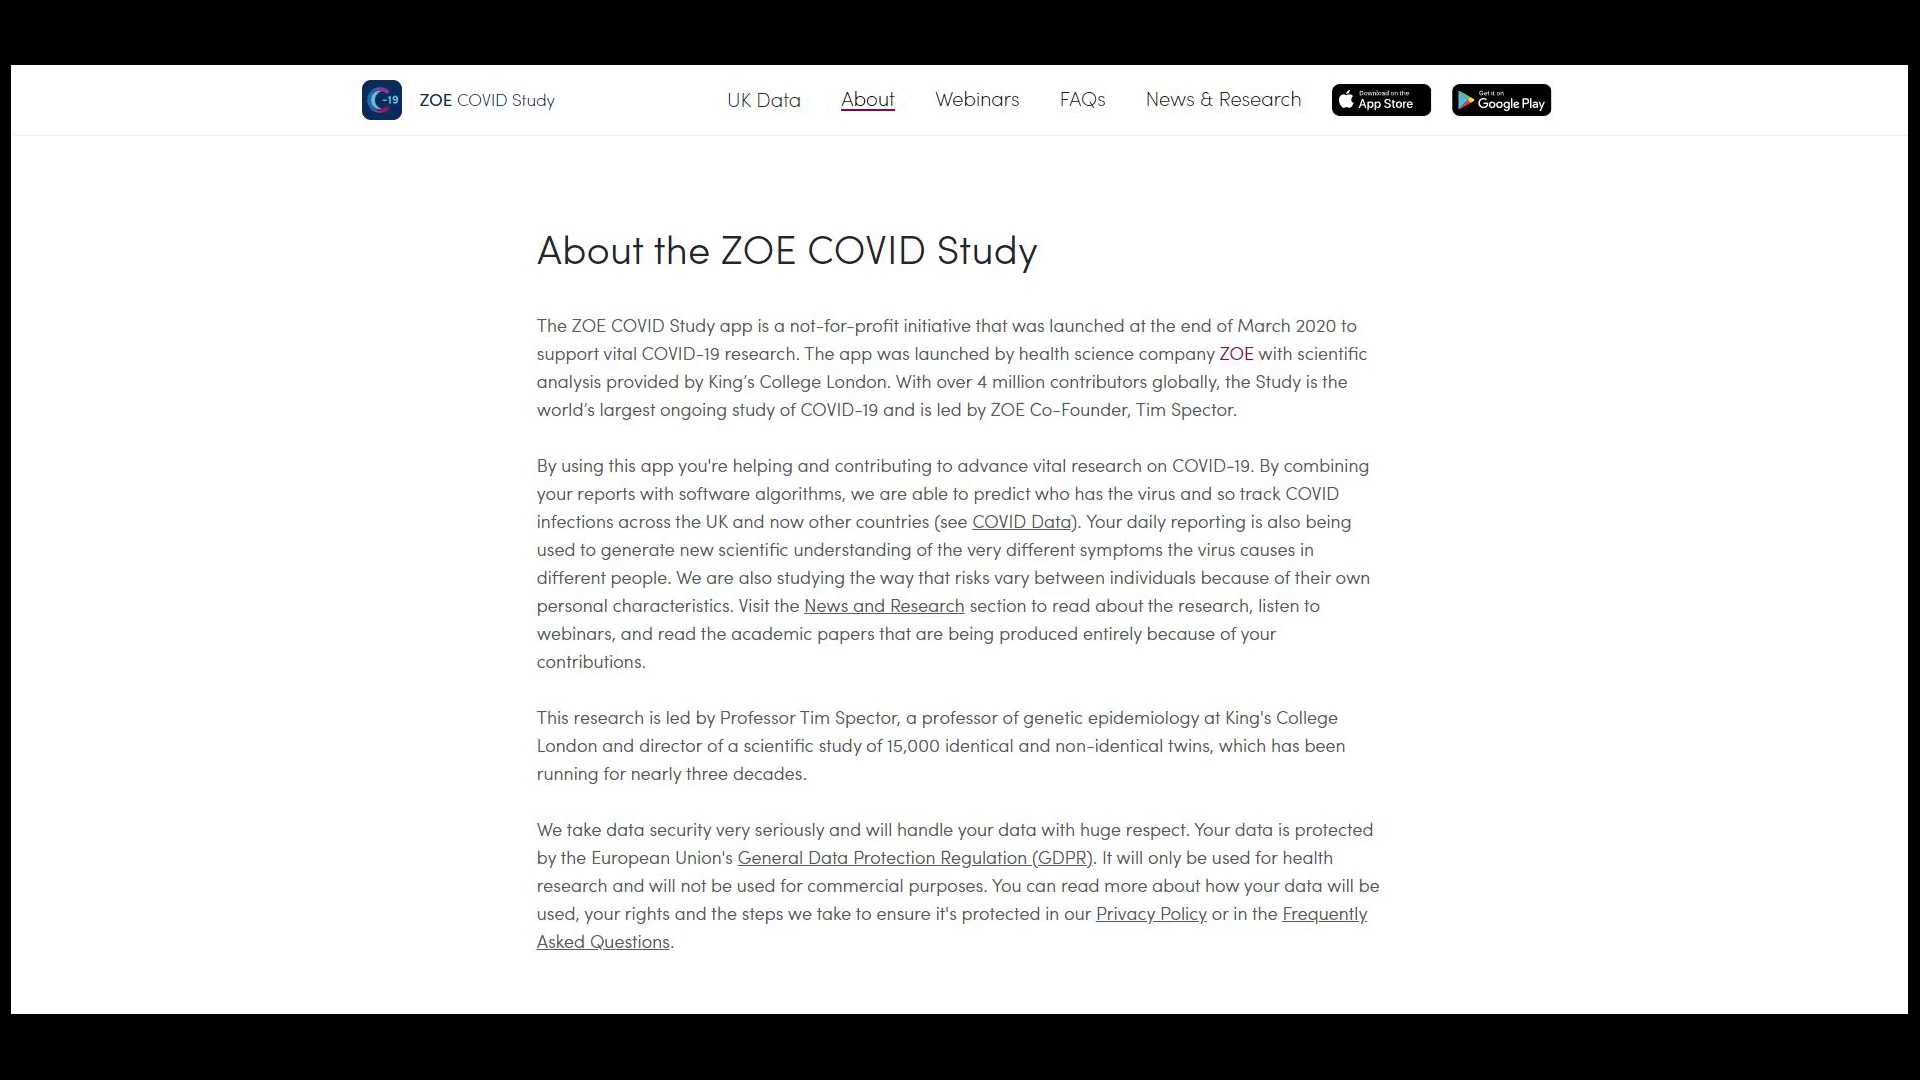 C-19 ZOE COVID Study UK Data About Webinars FAQs News & Research Download on the App Store Get it on Google Play
About the ZOE COVID Study
The ZOE COVID Study app is a not-for-profit initiative that was launched at the end of March 2020 to
support vital COVID-19 research. The app was launched by health science company ZOE with scientific
analysis provided by King’s College London. With over 4 million contributors globally, the Study is the
world’s largest ongoing study of COVID-19 and is led by ZOE Co-Founder, Tim Spector.
By using this app you're helping and contributing to advance vital research on COVID-19. By combining
your reports with software algorithms, we are able to predict who has the virus and so track COVID
infections across the UK and now other countries (see COVID Data). Your daily reporting is also being
used to generate new scientific understanding of the very different symptoms the virus causes in
different people. We are also studying the way that risks vary between individuals because of their own
personal characteristics. Visit the News and Research section to read about the research, listen to
webinars, and read the academic papers that are being produced entirely because of your
contributions.
This research is led by Professor Tim Spector, a professor of genetic epidemiology at King's College
London and director of a scientific study of 15,000 identical and non-identical twins, which has been
running for nearly three decades.
We take data security very seriously and will handle your data with huge respect. Your data is protected
by the European Union's General Data Protection Regulation (GDPR). It will only be used for health
research and will not be used for commercial purposes. You can read more about how your data will be
used, your rights and the steps we take to ensure it's protected in our Privacy Policy or in the Frequently
Asked Questions.